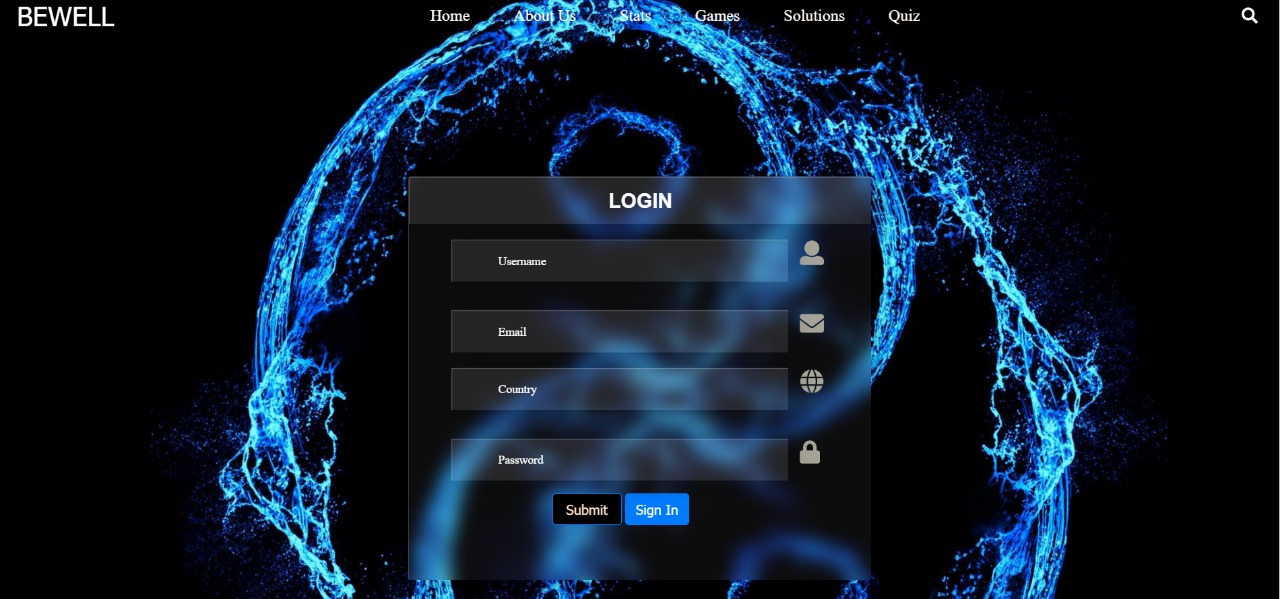 BEWELL Home About Us Stats Games Solutions Quiz
LOGIN
Username
Email
Country
Password
Submit Sign In